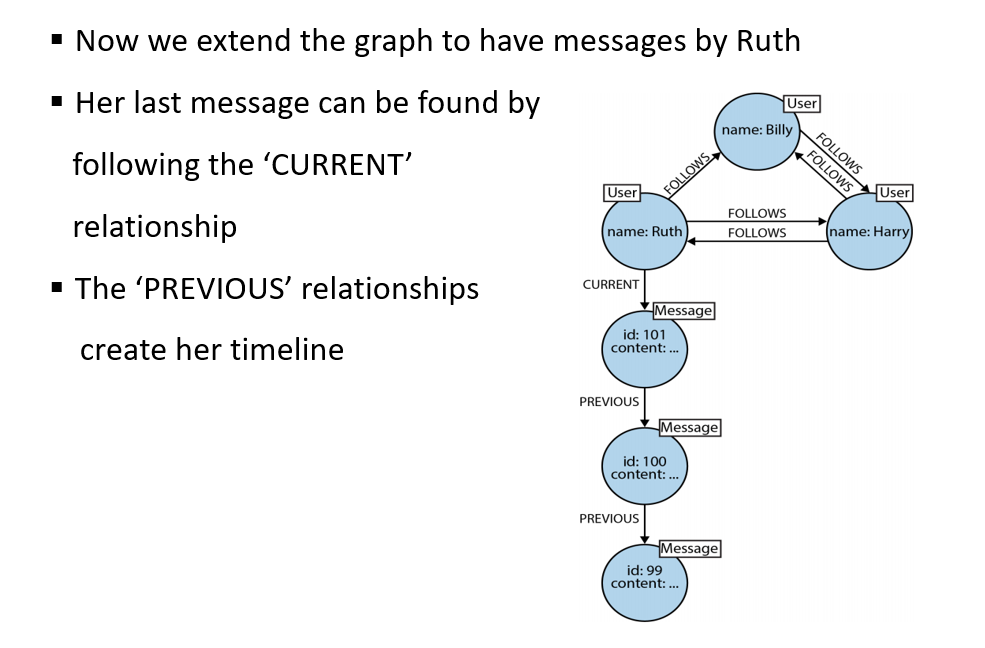 ▪ Now we extend the graph to have messages by Ruth
▪ Her last message can be found by
following the ‘CURRENT’
relationship
▪ The ‘PREVIOUS’ relationships
create her timeline
User
name: Billy
FOLLOWS
FOLLOWS
FOLLOWS
User
name: Ruth
FOLLOWS
FOLLOWS
User
name: Harry
CURRENT
Message
id: 101
content: ...
PREVIOUS
Message
id: 100
content: ...
PREVIOUS
Message
id: 99
content: ...